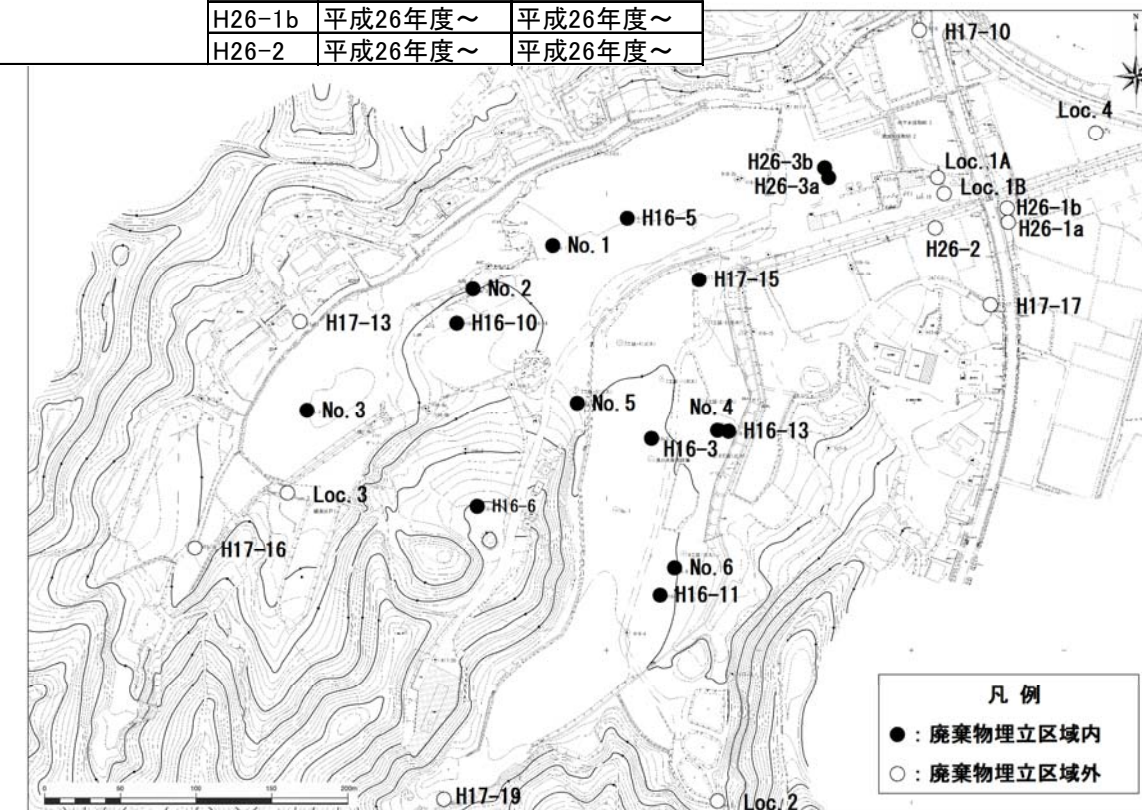 H26-1b 平成26年度～ 平成26年度～
H26-2 平成26年度～ 平成26年度～
N
H17-10
Loc. 4
H26-3b
Loc. 1A
H26-3a
Loc. 1B
H26-1b
H16-5
H26-1a
No. 1
H26-2
H17-15
No. 2
H17-17
H17-13
H16-10
No. 3
No. 5
No. 4
H16-13
H16-3
Loc. 3
H16-6
H17-16
No. 6
H16-11
凡 例
●：廃棄物埋立区域内
○：廃棄物埋立区域外
0 50 100 150 200m
H17-19
Loc. 2